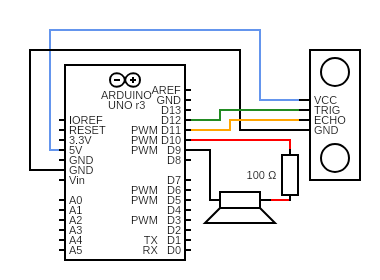 ARDUINO
UNO r3
AREF
GND
D13
IOREF D12
RESET PWM D11
3.3V PWM D10
5V PWM D9
GND D8
GND
Vin D7
PWM D6
A0 PWM D5
A1 D4
A2 PWM D3
A3 D2
A4 TX D1
A5 RX D0
VCC
TRIG
ECHO
GND
100 Ω